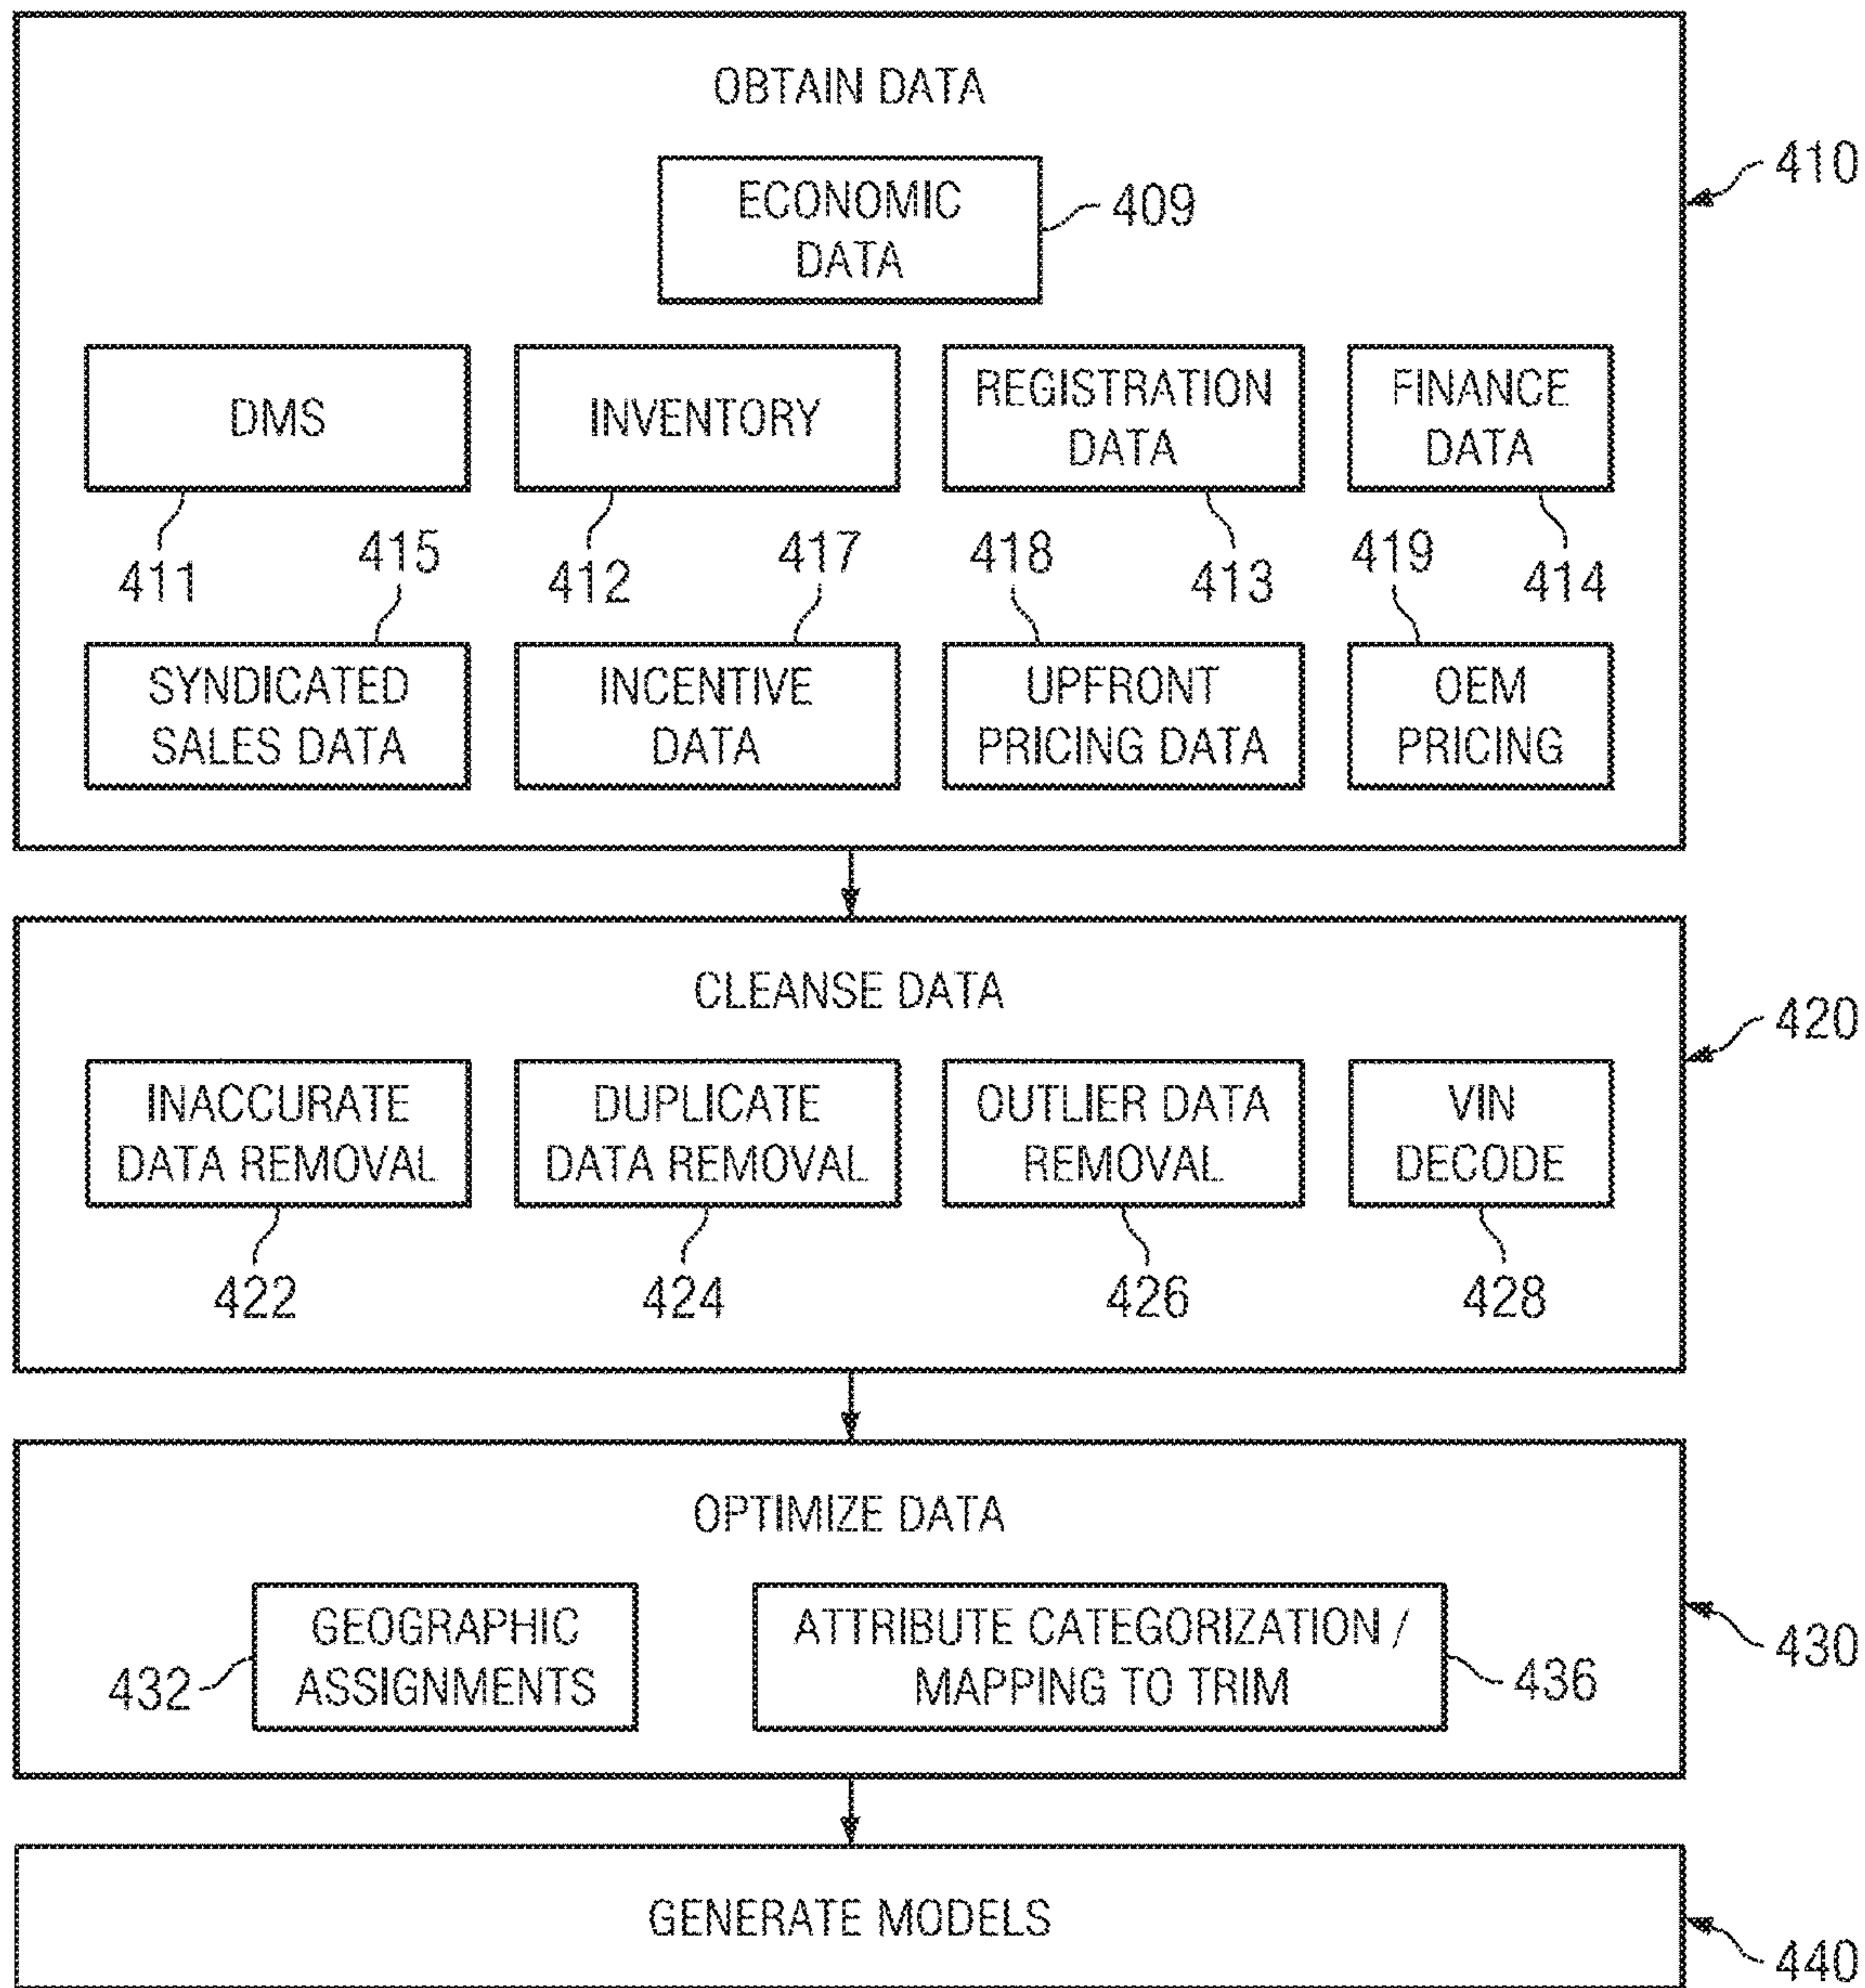 OBTAIN DATA
410
ECONOMIC
DATA
409
DMS
INVENTORY
REGISTRATION
DATA
FINANCE
DATA
411
415
412
417
418
413
419
414
SYNDICATED
SALES DATA
INCENTIVE
DATA
UPFRONT
PRICING DATA
OEM
PRICING
CLEANSE DATA
420
INACCURATE
DATA REMOVAL
DUPLICATE
DATA REMOVAL
OUTLIER DATA
REMOVAL
VIN
DECODE
422
424
426
428
OPTIMIZE DATA
430
432
GEOGRAPHIC
ASSIGNMENTS
ATTRIBUTE CATEGORIZATION /
MAPPING TO TRIM
436
GENERATE MODELS
440